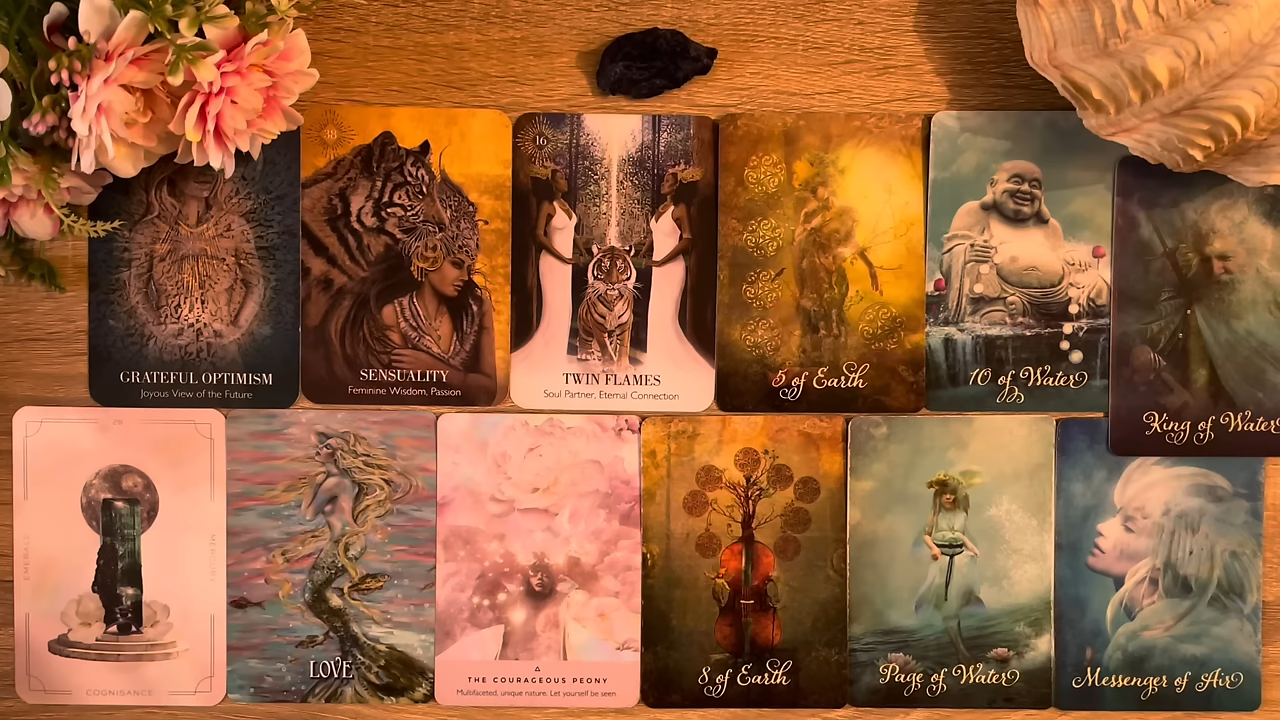 GRATEFUL OPTIMISM
Joyous View of the Future
38
SENSUALITY
Feminine Wisdom, Passion
16
TWIN FLAMES
Soul Partner, Eternal Connection
5 of Earth
10 of Water
King of Water
EMERALD
COGNISANCE
LOVE
THE COURAGEOUS PEONY
Multifaceted, unique nature. Let yourself be seen
8 of Earth
Page of Water
Messenger of Air